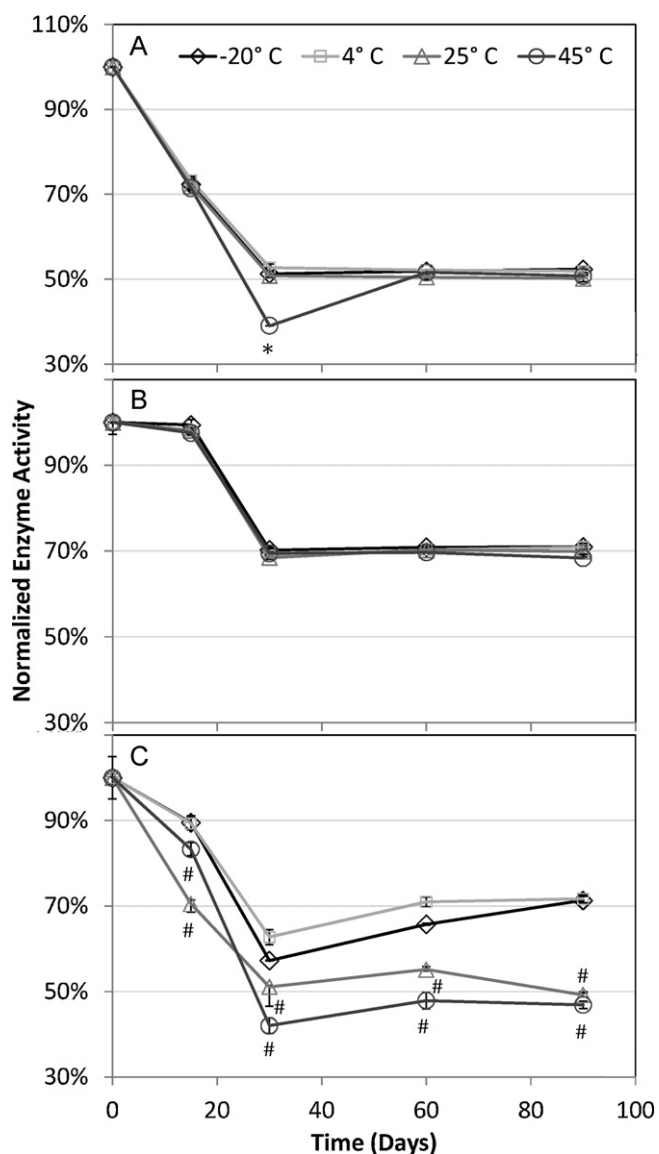 110%
A
-20° C 4° C 25° C 45° C
90%
70%
50%
*
30%
B
90%
70%
50%
30%
C
90%
#
70%
#
#
50%
# #
# # #
30%
0 20 40 60 80 100
Time (Days)
Normalized Enzyme Activity